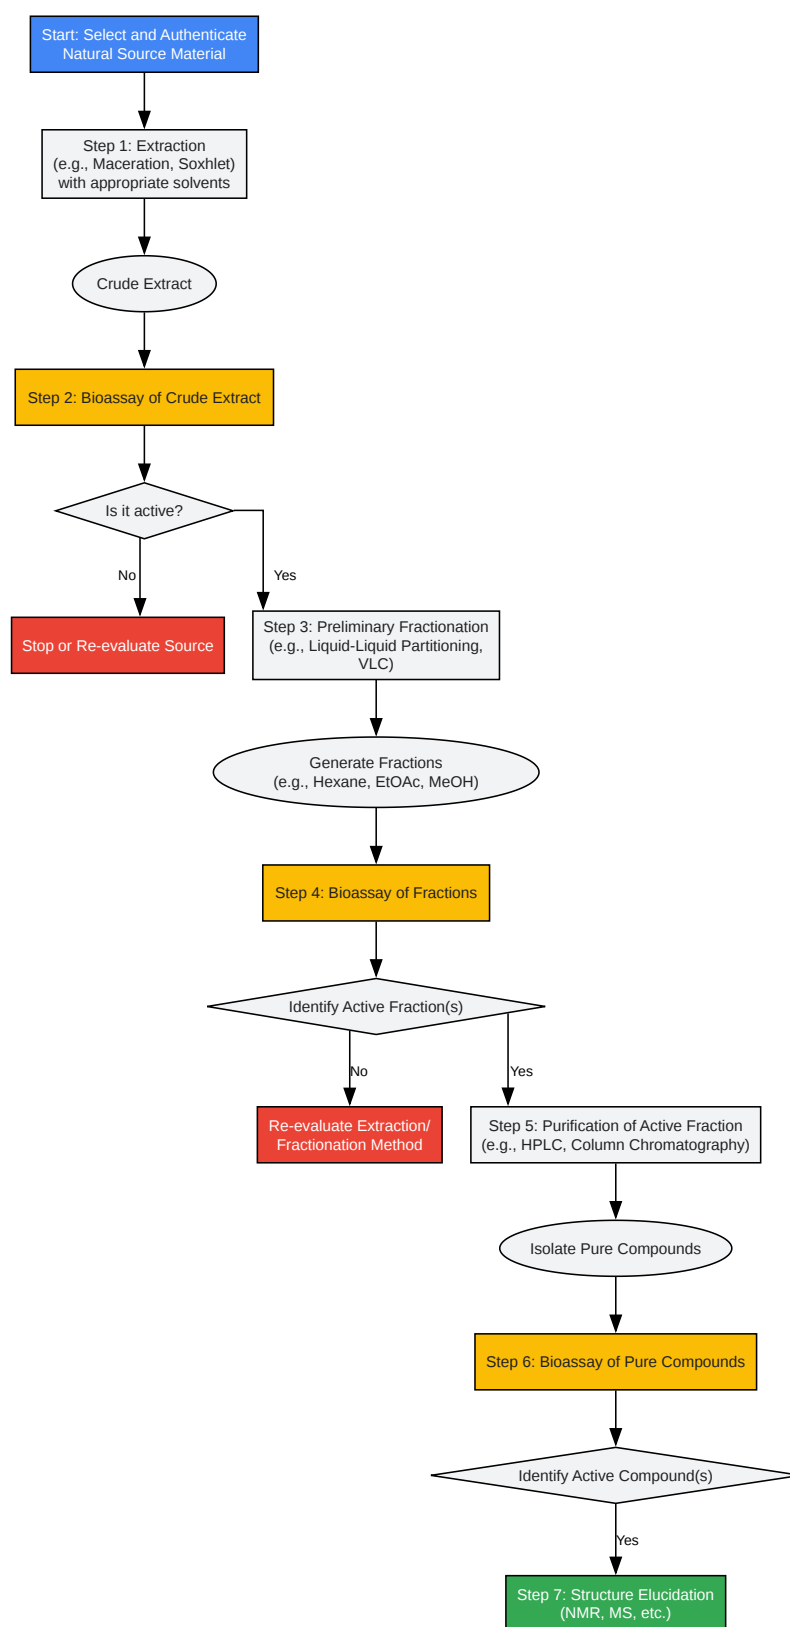 Start: Select and Authenticate
Natural Source Material
Step 1: Extraction
(e.g., Maceration, Soxhlet)
with appropriate solvents
Crude Extract
Step 2: Bioassay of Crude Extract
Is it active?
No
Yes
Stop or Re-evaluate Source
Step 3: Preliminary Fractionation
(e.g., Liquid-Liquid Partitioning,
VLC)
Generate Fractions
(e.g., Hexane, EtOAc, MeOH)
Step 4: Bioassay of Fractions
Identify Active Fraction(s)
No
Yes
Re-evaluate Extraction/
Fractionation Method
Step 5: Purification of Active Fraction
(e.g., HPLC, Column Chromatography)
Isolate Pure Compounds
Step 6: Bioassay of Pure Compounds
Identify Active Compound(s)
Yes
Step 7: Structure Elucidation
(NMR, MS, etc.)